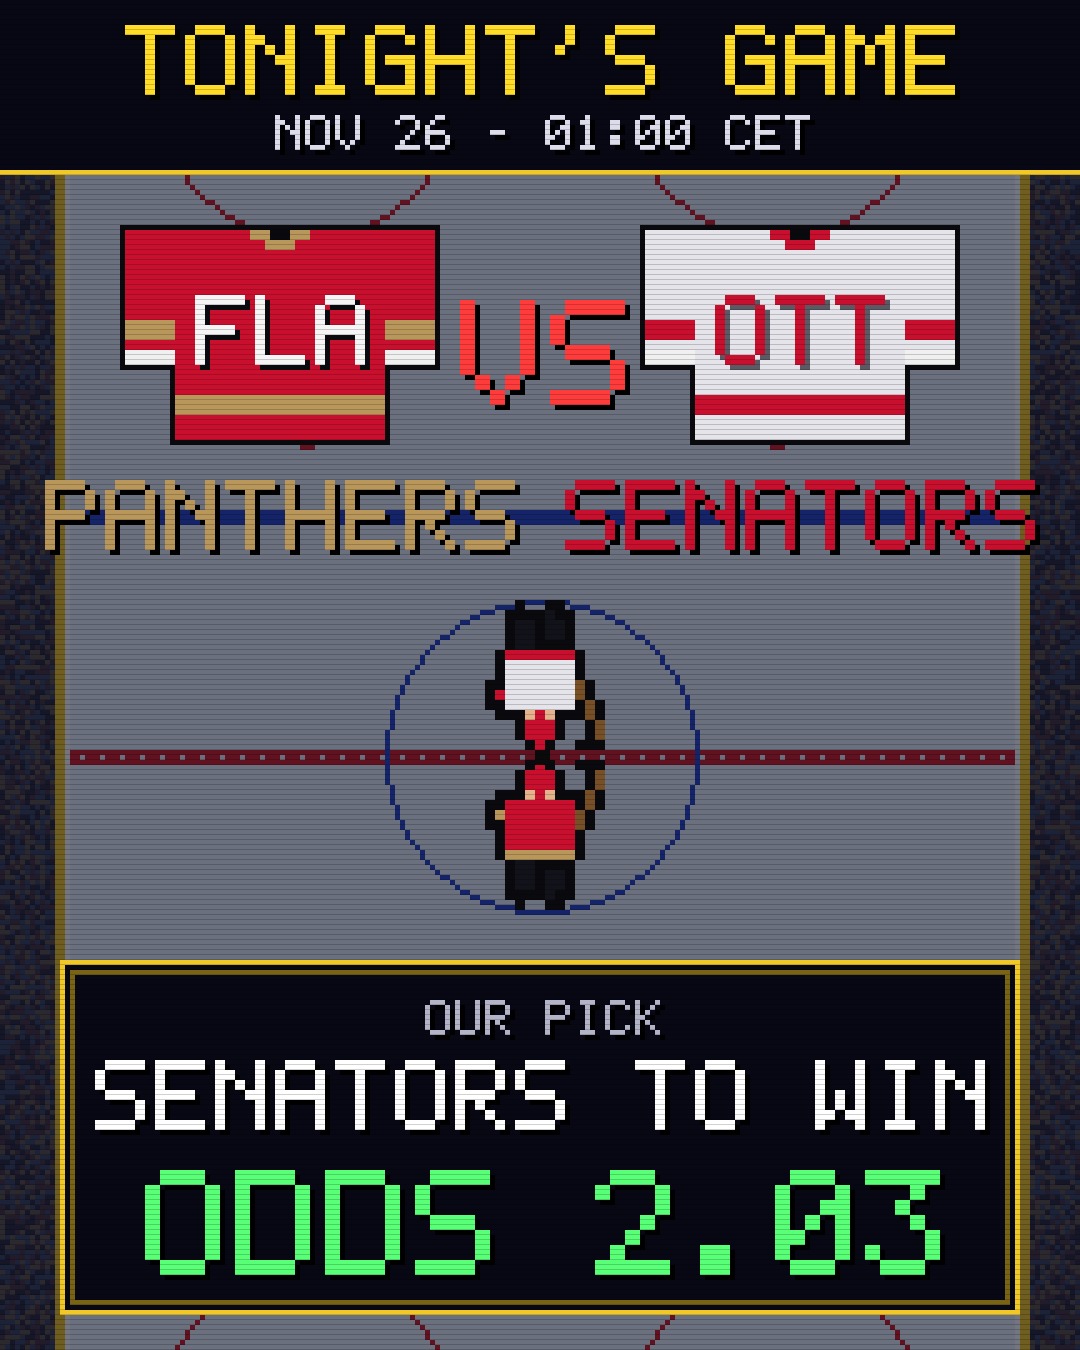 TONIGHT'S GAME
NOV 26 - 01:00 CET
FLA VS OTT
PANTHERS SENATORS
OUR PICK
SENATORS TO WIN
ODDS 2.03